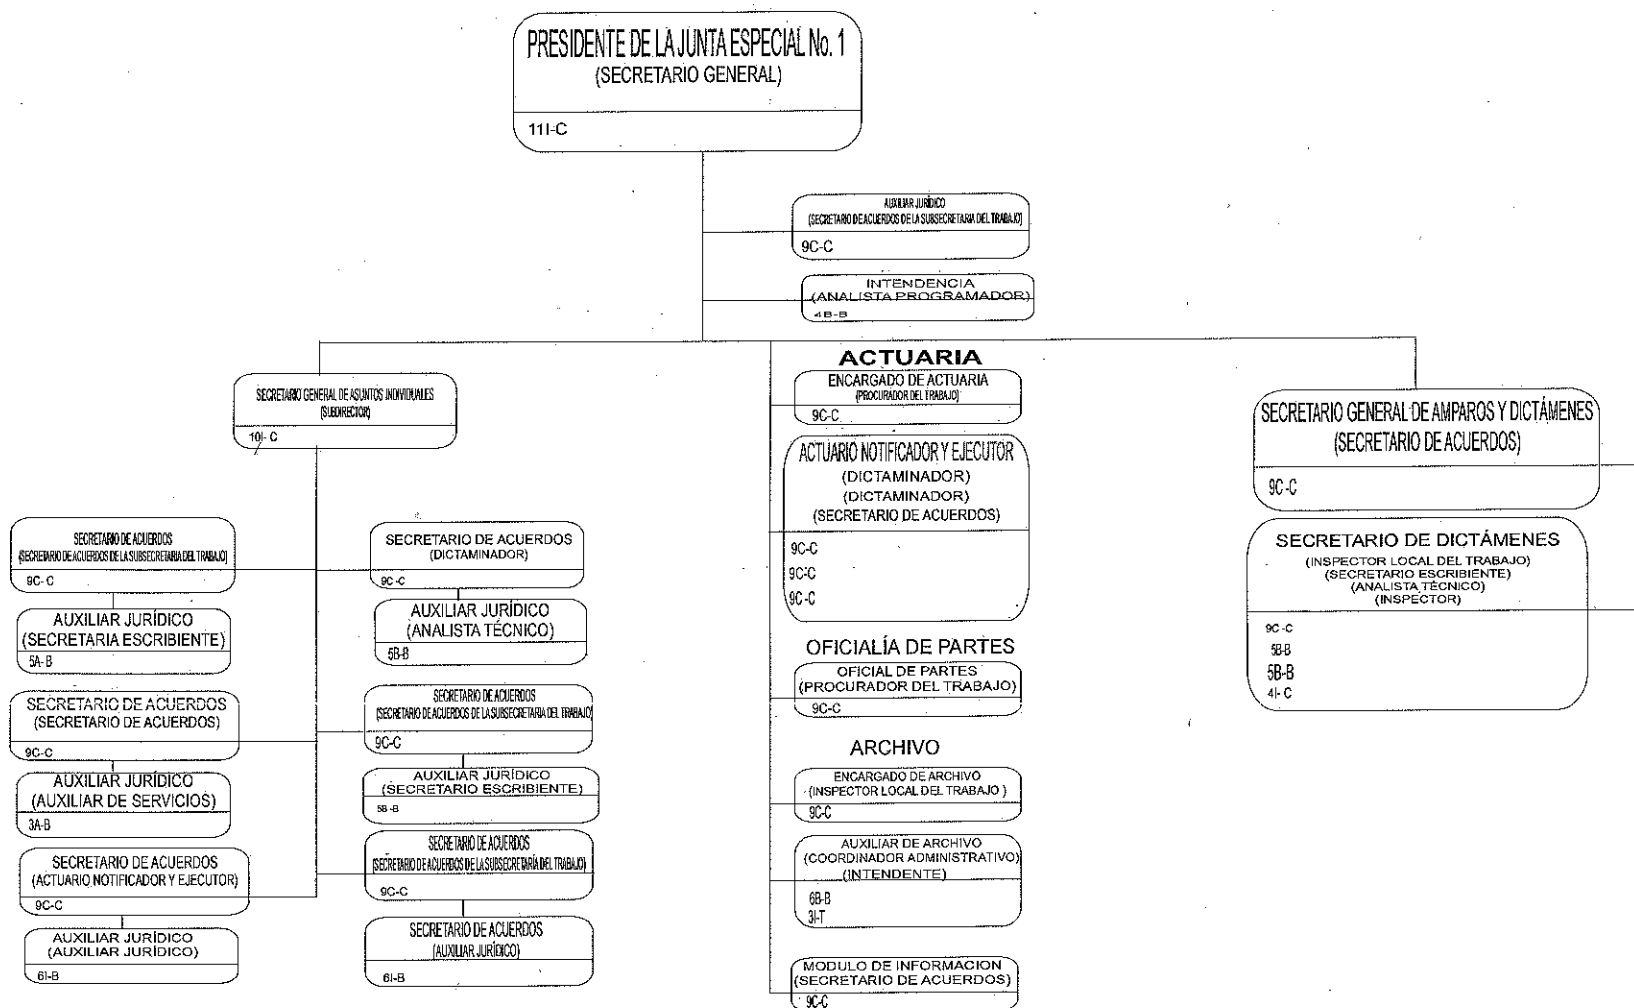 PRESIDENTE DE LA JUNTA ESPECIAL No. 1
(SECRETARIO GENERAL)
11I-C
AUXILIAR JURÍDICO
(SECRETARIO DE ACUERDOS DE LA SUBSECRETARIA DEL TRABAJO)
9C-C
INTENDENCIA
(ANALISTA PROGRAMADOR)
4B-B
SECRETARIO GENERAL DE ASUNTOS INDIVIDUALES
(SUBDIRECTOR)
10I- C
SECRETARIO DE ACUERDOS
(SECRETARIO DE ACUERDOS DE LA SUBSECRETARIA DEL TRABAJO)
9C- C
AUXILIAR JURÍDICO
(SECRETARIA ESCRIBIENTE)
5A- B
SECRETARIO DE ACUERDOS
(SECRETARIO DE ACUERDOS)
9C-C
AUXILIAR JURÍDICO
(AUXILIAR DE SERVICIOS)
3A-B
SECRETARIO DE ACUERDOS
(ACTUARIO NOTIFICADOR Y EJECUTOR)
9C-C
AUXILIAR JURÍDICO
(AUXILIAR JURÍDICO)
6I-B
SECRETARIO DE ACUERDOS
(DICTAMINADOR)
9C -C
AUXILIAR JURÍDICO
(ANALISTA TÉCNICO)
5B-B
SECRETARIO DE ACUERDOS
(SECRETARIO DE ACUERDOS DE LA SUBSECRETARIA DEL TRABAJO)
9C-C
AUXILIAR JURÍDICO
(SECRETARIO ESCRIBIENTE)
5B -B
SECRETARIO DE ACUERDOS
(SECRETARIO DE ACUERDOS DE LA SUBSECRETARÍA DEL TRABAJO)
9C-C
SECRETARIO DE ACUERDOS
(AUXILIAR JURÍDICO)
6I-B
ACTUARIA
ENCARGADO DE ACTUARIA
(PROCURADOR DEL TRABAJO)
9C-C
ACTUARIO NOTIFICADOR Y EJECUTOR
(DICTAMINADOR)
(DICTAMINADOR)
(SECRETARIO DE ACUERDOS)
9C-C
9C-C
9C-C
OFICIALÍA DE PARTES
OFICIAL DE PARTES
(PROCURADOR DEL TRABAJO)
9C-C
ARCHIVO
ENCARGADO DE ARCHIVO
(INSPECTOR LOCAL DEL TRABAJO )
9C-C
AUXILIAR DE ARCHIVO
(COORDINADOR ADMINISTRATIVO)
(INTENDENTE)
6B-B
3I-T
MODULO DE INFORMACION
(SECRETARIO DE ACUERDOS)
9C-C
SECRETARIO GENERAL DE AMPAROS Y DICTÁMENES
(SECRETARIO DE ACUERDOS)
9C -C
SECRETARIO DE DICTÁMENES
(INSPECTOR LOCAL DEL TRABAJO)
(SECRETARIO ESCRIBIENTE)
(ANALISTA TÉCNICO)
(INSPECTOR)
9C -C
5B-B
5B-B
4I- C